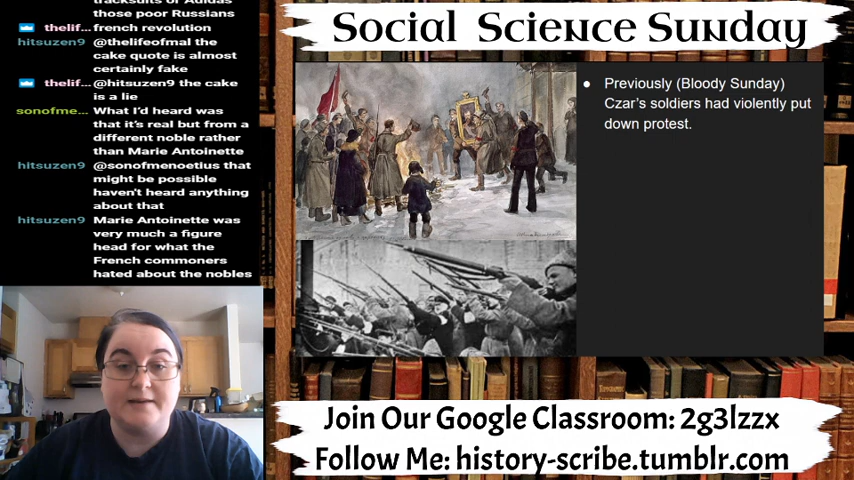 tracksuits of Adidas
those poor Russians
thelif... french revolution
hitsuzen9 @thelifeofmal the
cake quote is almost
certainly fake
thelif... @hitsuzen9 the cake
is a lie
sonofme... What I'd heard was
that it's real but from a
different noble rather
than Marie Antoinette
hitsuzen9 @sonofmenoetius that
might be possible
haven't heard anything
about that
hitsuzen9 Marie Antoinette was
very much a figure
head for what the
French commoners
hated about the nobles
Social Science Sunday
• Previously (Bloody Sunday)
Czar's soldiers had violently put
down protest.
Join Our Google Classroom: 2g3lzzx
Follow Me: history-scribe.tumblr.com